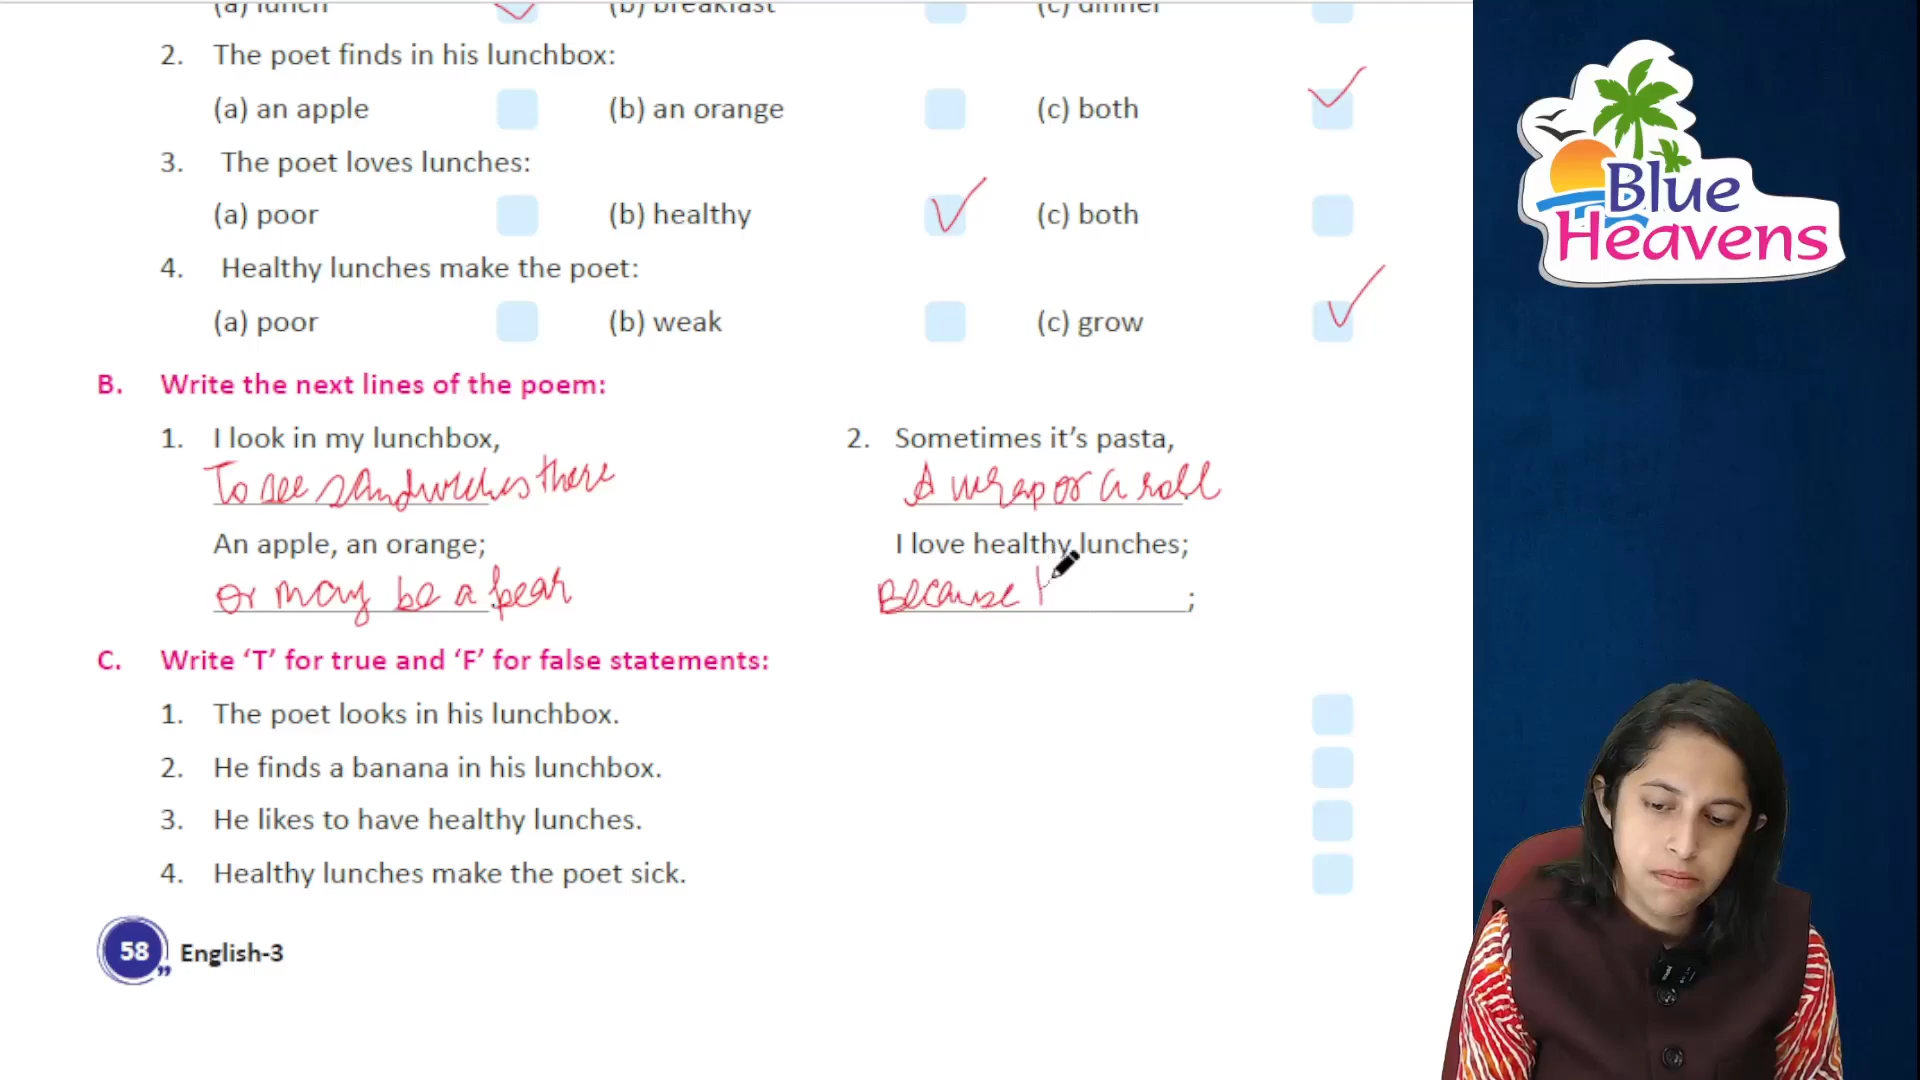 (a) lunch (b) breakfast (c) dinner
2. The poet finds in his lunchbox:
(a) an apple (b) an orange (c) both
3. The poet loves lunches:
(a) poor (b) healthy (c) both
4. Healthy lunches make the poet:
(a) poor (b) weak (c) grow
B. Write the next lines of the poem:
1. I look in my lunchbox,
To see sandwiches there
An apple, an orange;
or may be a pear
2. Sometimes it's pasta,
A wrap or a roll
I love healthy lunches;
Because ;
C. Write ‘T’ for true and ‘F’ for false statements:
1. The poet looks in his lunchbox.
2. He finds a banana in his lunchbox.
3. He likes to have healthy lunches.
4. Healthy lunches make the poet sick.
58 English-3
Blue
Heavens